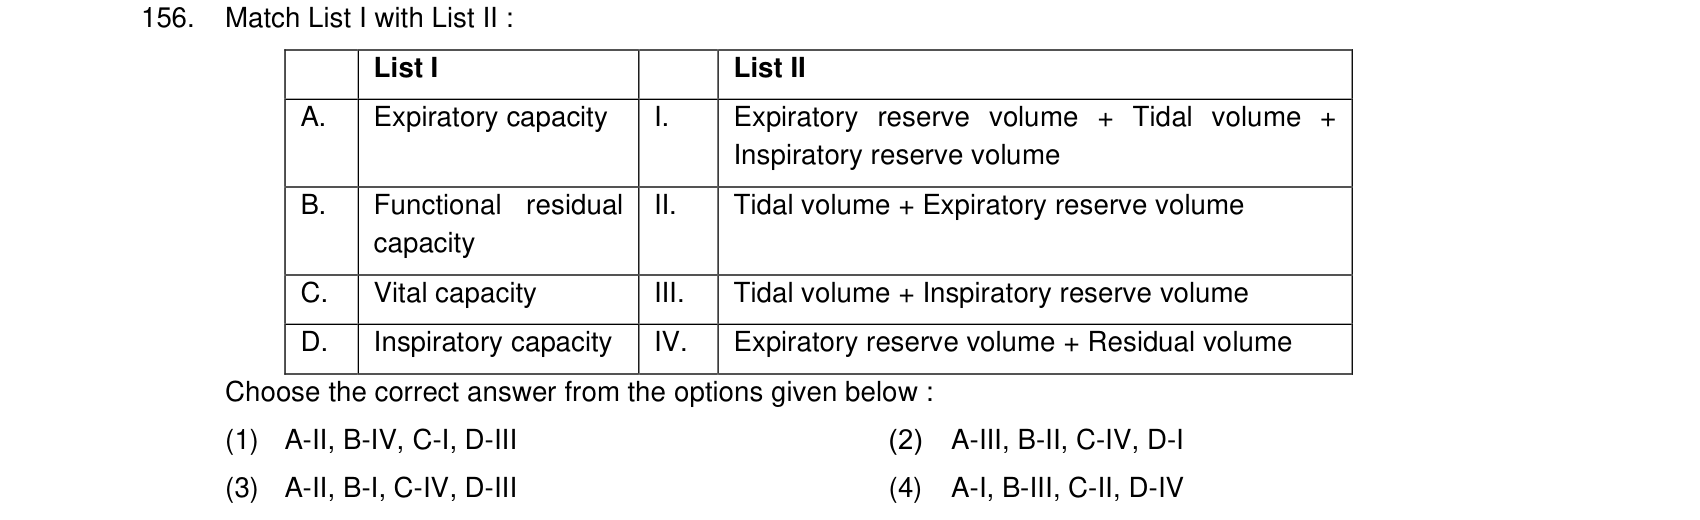 156. Match List I with List II :
List I List II
A. Expiratory capacity I. Expiratory reserve volume + Tidal volume +
Inspiratory reserve volume
B. Functional residual II. Tidal volume + Expiratory reserve volume
capacity
C. Vital capacity III. Tidal volume + Inspiratory reserve volume
D. Inspiratory capacity IV. Expiratory reserve volume + Residual volume
Choose the correct answer from the options given below :
(1) A-II, B-IV, C-I, D-III (2) A-III, B-II, C-IV, D-I
(3) A-II, B-I, C-IV, D-III (4) A-I, B-III, C-II, D-IV